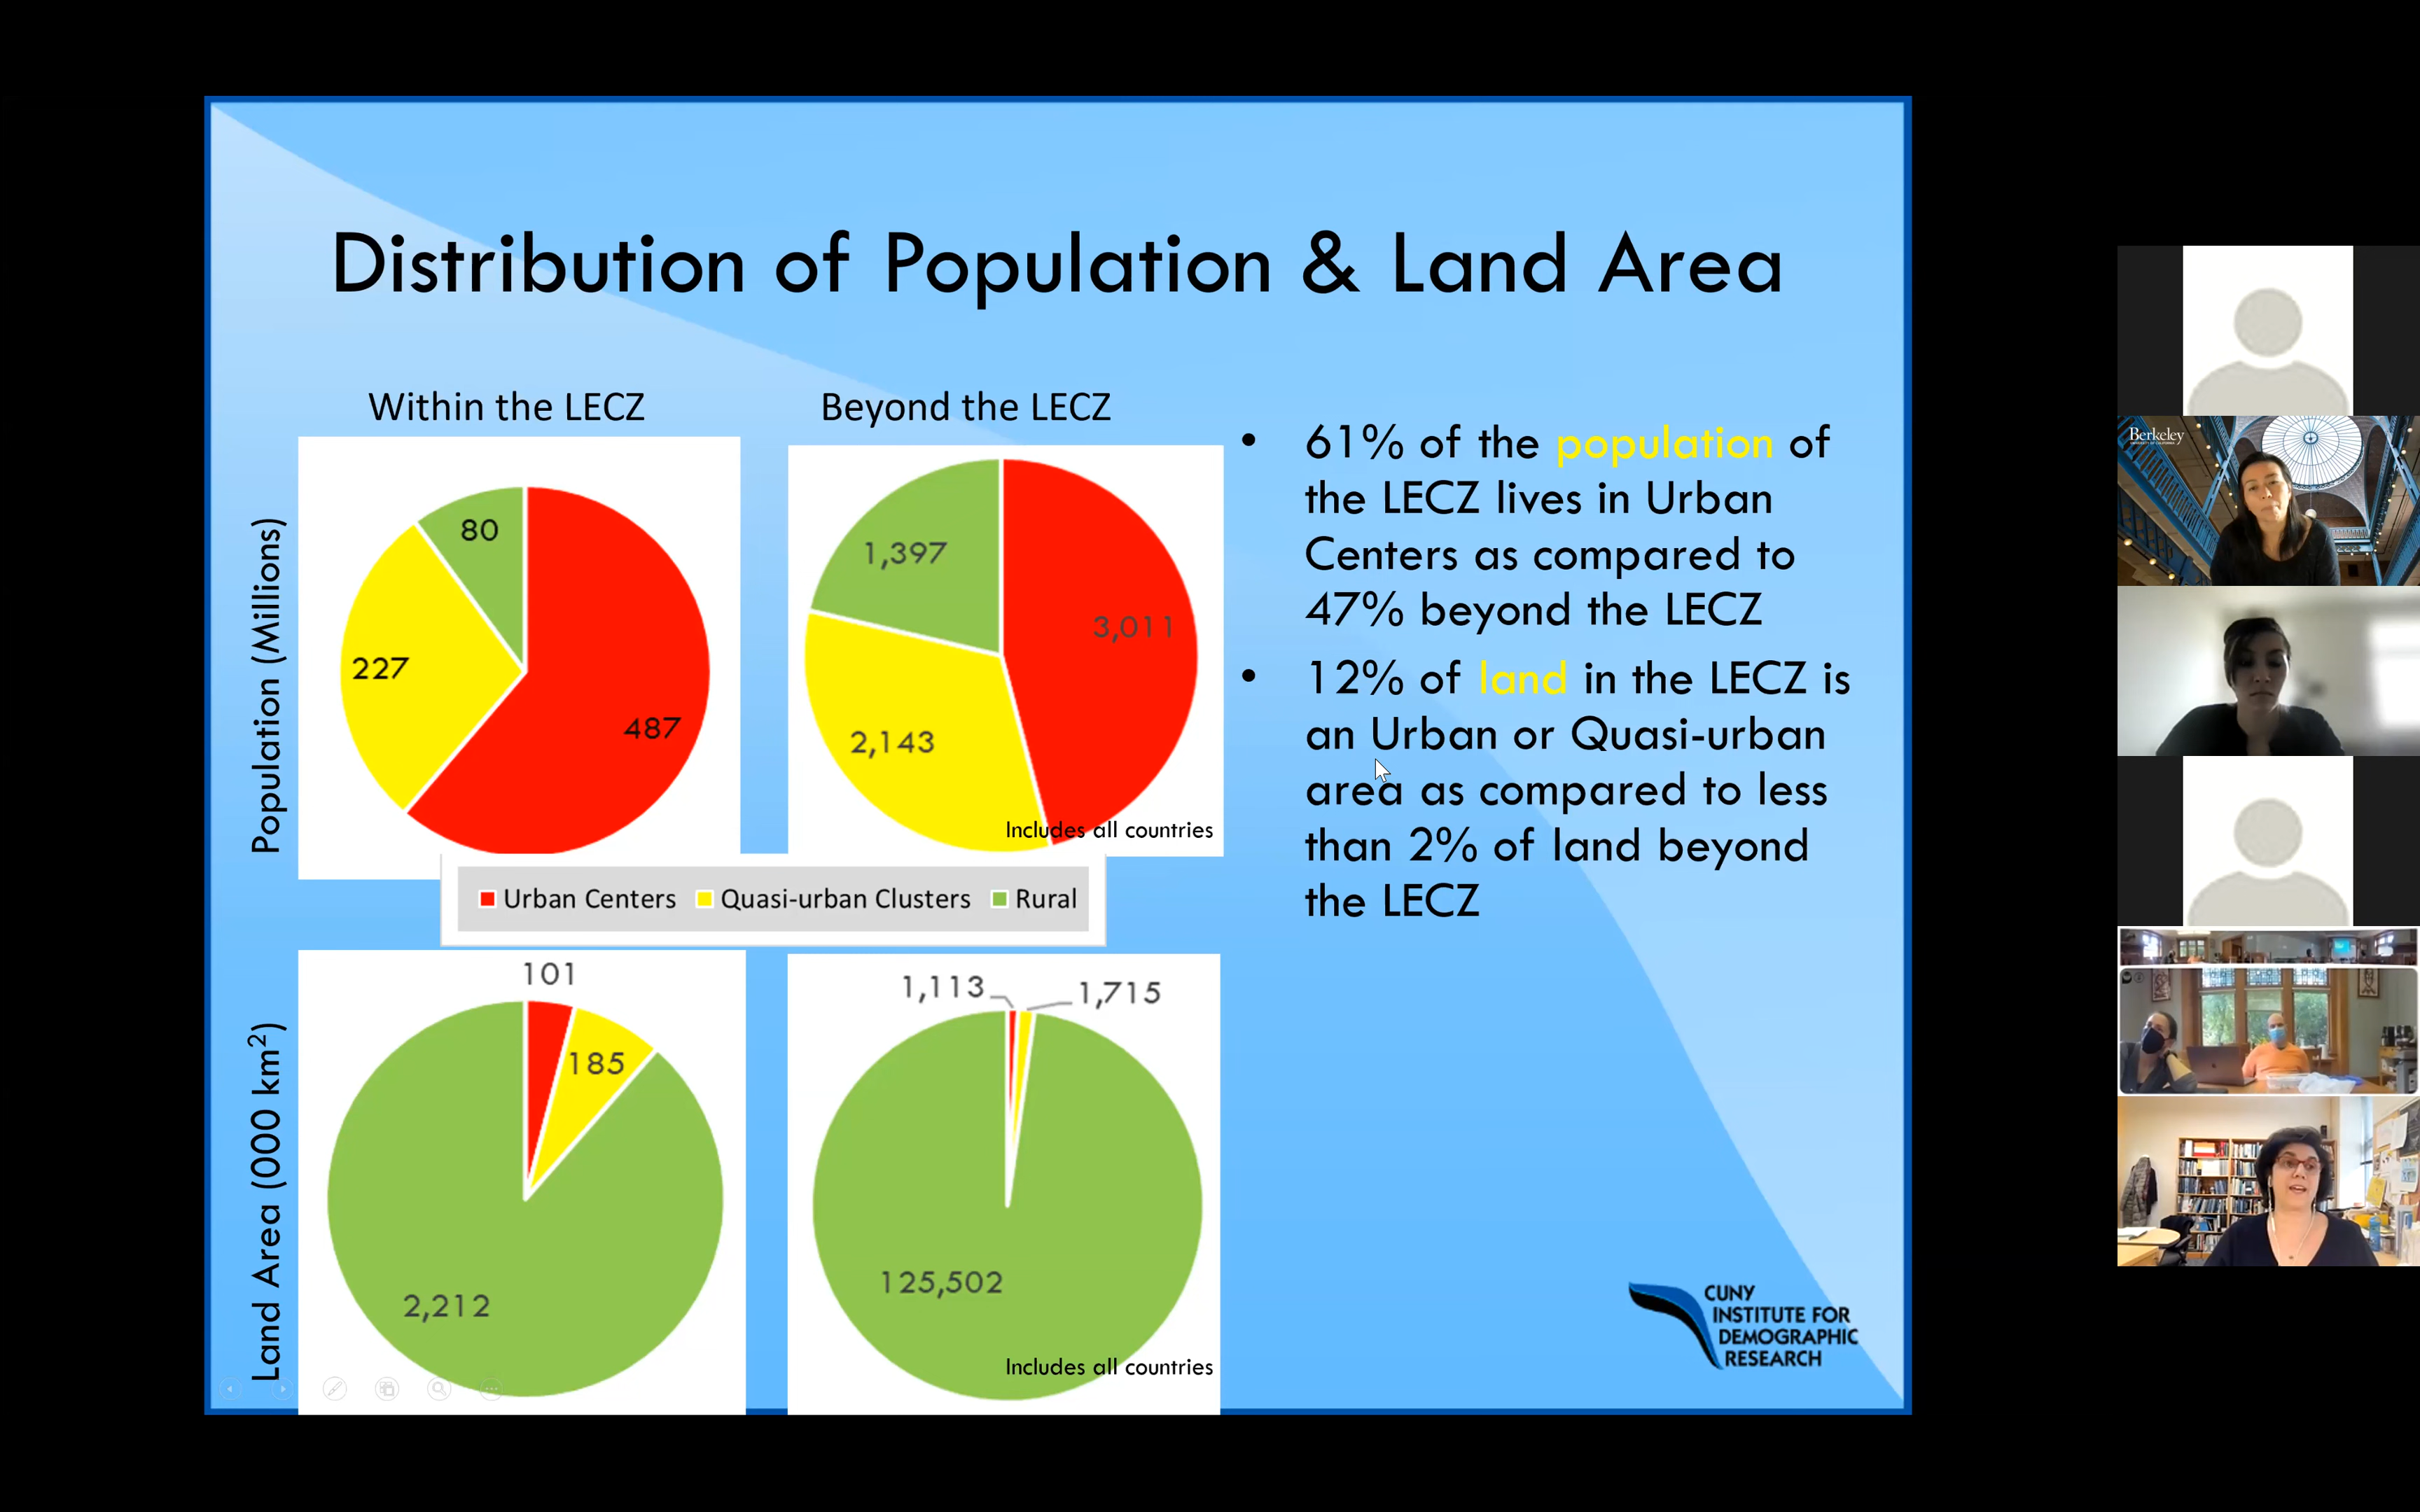 Distribution of Population & Land Area
Within the LECZ
Beyond the LECZ
Population (Millions)
80
227
487
1,397
3,011
2,143
Includes all countries
Urban Centers
Quasi-urban Clusters
Rural
Land Area (000 km²)
101
185
2,212
1,113
1,715
125,502
Includes all countries
• 61% of the population of
the LECZ lives in Urban
Centers as compared to
47% beyond the LECZ
• 12% of land in the LECZ is
an Urban or Quasi-urban
area as compared to less
than 2% of land beyond
the LECZ
CUNY
INSTITUTE FOR
DEMOGRAPHIC
RESEARCH
Berkeley